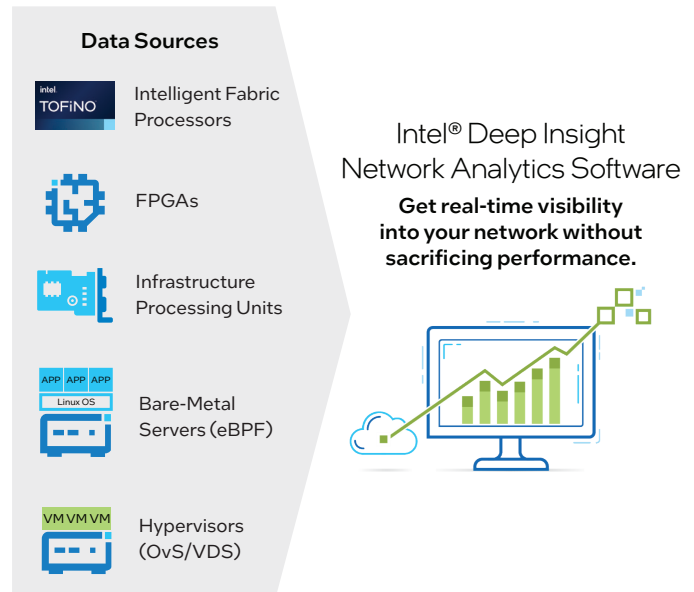 Data Sources
intel.
TOFINO
Intelligent Fabric
Processors
FPGAs
Infrastructure
Processing Units
APP APP APP
Linux OS
Bare-Metal
Servers (eBPF)
VM VM VM
Hypervisors
(OvS/VDS)
Intel® Deep Insight
Network Analytics Software
Get real-time visibility
into your network without
sacrificing performance.